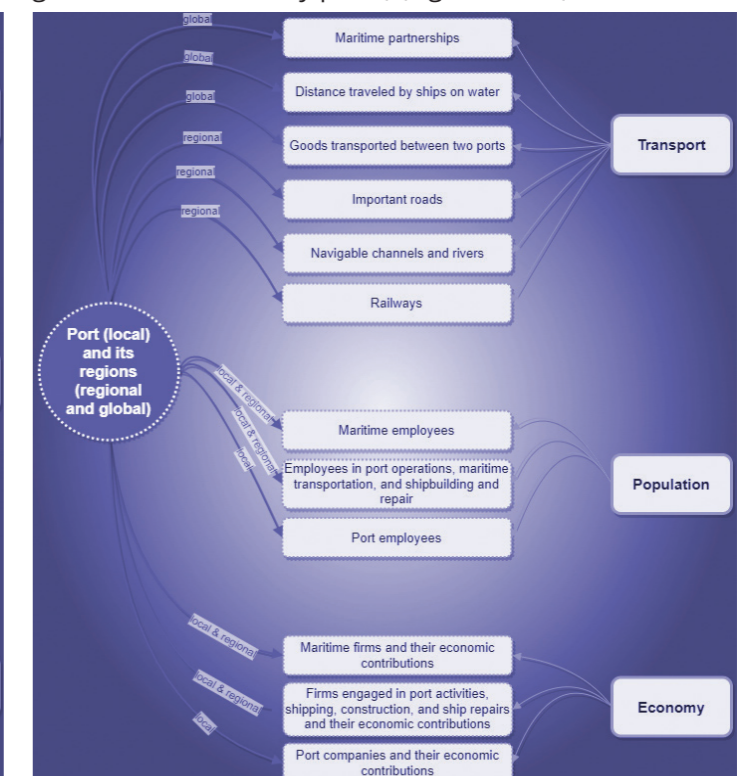 global
Maritime partnerships
global
Distance traveled by ships on water
global
Goods transported between two ports
Transport
regional
Important roads
regional
Navigable channels and rivers
regional
Railways
Port (local)
and its
regions
(regional
and global)
local & regional
Maritime employees
local & regional
Employees in port operations, maritime
transportation, and shipbuilding and
repair
Population
local
Port employees
local & regional
Maritime firms and their economic
contributions
local & regional
Firms engaged in port activities,
shipping, construction, and ship repairs
and their economic contributions
Economy
local
Port companies and their economic
contributions